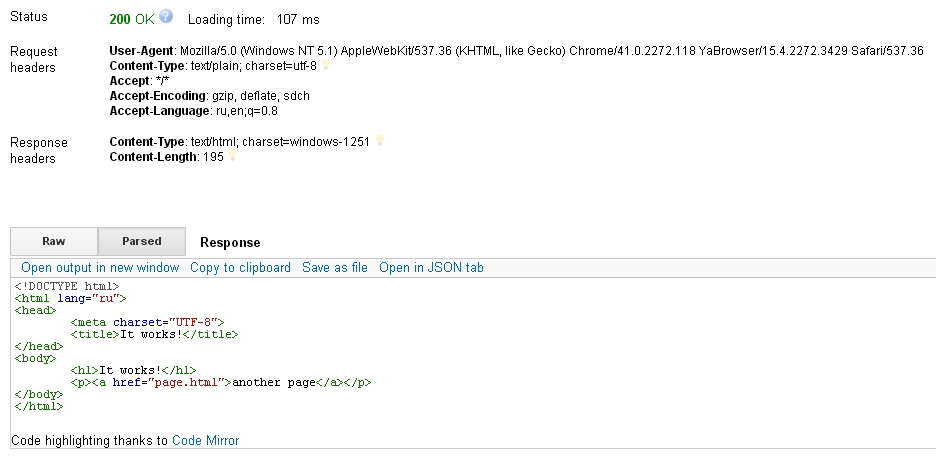 Status 200 OK ? Loading time: 107 ms
Request headers
User-Agent: Mozilla/5.0 (Windows NT 5.1) AppleWebKit/537.36 (KHTML, like Gecko) Chrome/41.0.2272.118 YaBrowser/15.4.2272.3429 Safari/537.36
Content-Type: text/plain; charset=utf-8
Accept: */*
Accept-Encoding: gzip, deflate, sdch
Accept-Language: ru,en;q=0.8
Response headers
Content-Type: text/html; charset=windows-1251
Content-Length: 195
Raw Parsed Response
Open output in new window Copy to clipboard Save as file Open in JSON tab
<!DOCTYPE html>
<html lang="ru">
<head>
<meta charset="UTF-8">
<title>It works!</title>
</head>
<body>
<h1>It works!</h1>
<p><a href="page.html">another page</a></p>
</body>
</html>
Code highlighting thanks to Code Mirror